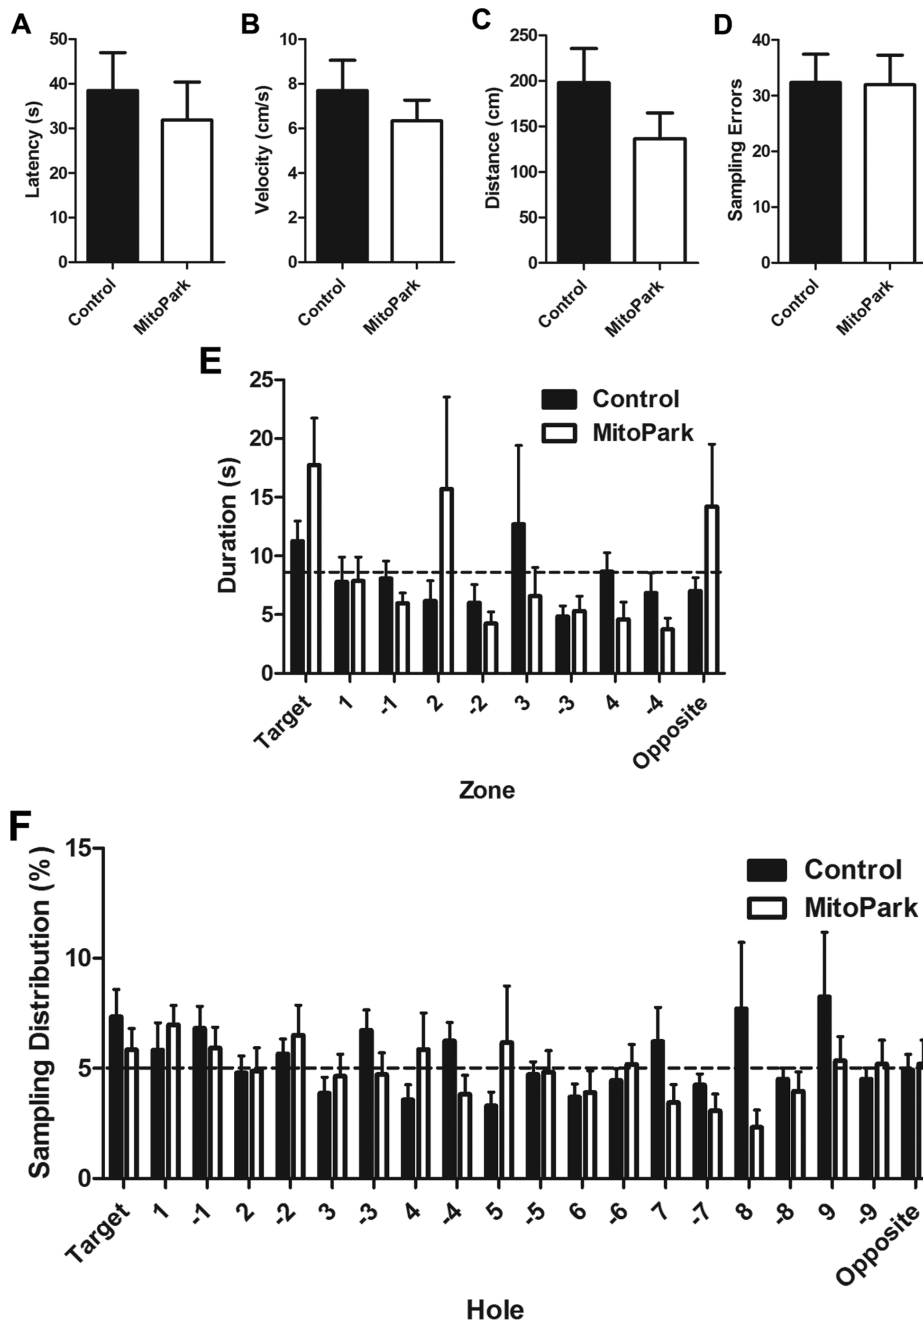 A
Latency (s)
50
40
30
20
10
0
Control
MitoPark
B
Velocity (cm/s)
10
8
6
4
2
0
Control
MitoPark
C
Distance (cm)
250
200
150
100
50
0
Control
MitoPark
D
Sampling Errors
40
30
20
10
0
Control
MitoPark
E
Duration (s)
25
20
15
10
5
0
Control
MitoPark
Target
1
-1
2
-2
3
-3
4
-4
Opposite
Zone
F
Sampling Distribution (%)
15
10
5
0
Control
MitoPark
Target
1
-1
2
-2
3
-3
4
-4
5
-5
6
-6
7
-7
8
-8
9
-9
Opposite
Hole